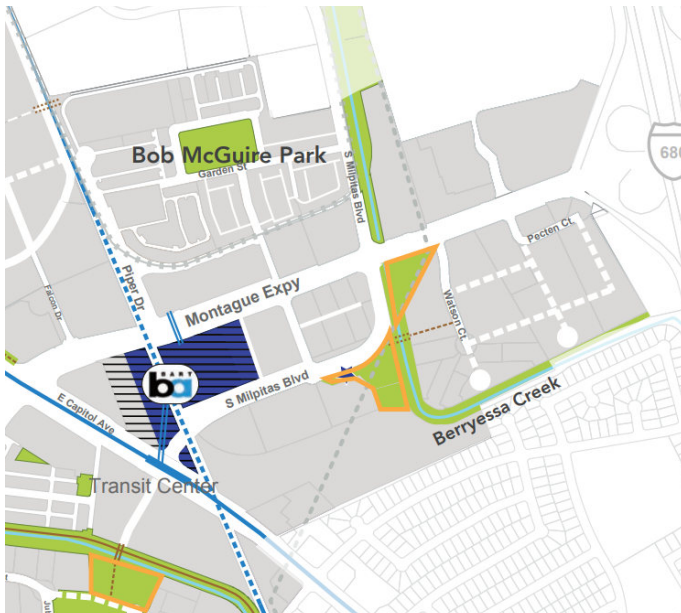 Bob McGuire Park
Garden St
S Milpitas Blvd
680
Pecten Ct.
Piper Dr
Falcon Dr
Montague Expy
Watson Ct.
BART
ba
S Milpitas Blvd
E Capitol Ave
Berryessa Creek
Transit Center